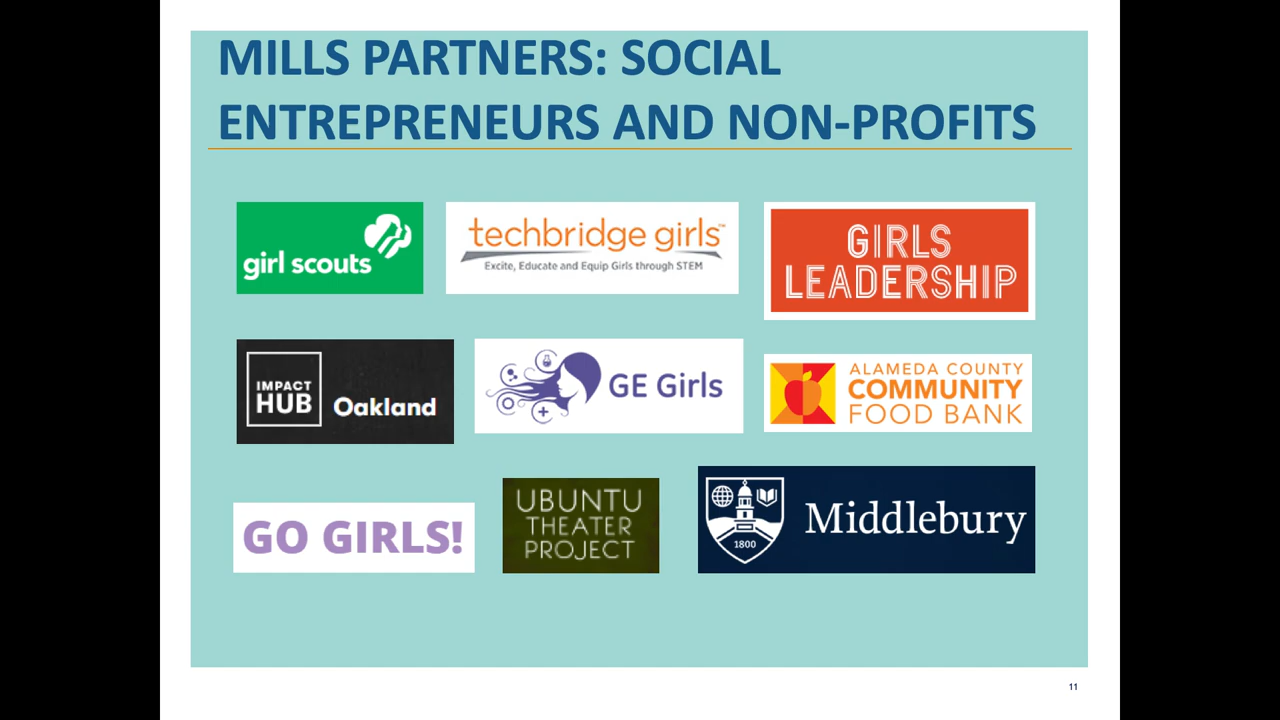 MILLS PARTNERS: SOCIAL
ENTREPRENEURS AND NON-PROFITS
girl scouts
techbridge girls™
Excite, Educate and Equip Girls through STEM
GIRLS
LEADERSHIP
IMPACT
HUB
Oakland
GE Girls
ALAMEDA COUNTY
COMMUNITY
FOOD BANK
GO GIRLS!
UBUNTU
THEATER
PROJECT
1800
Middlebury
11